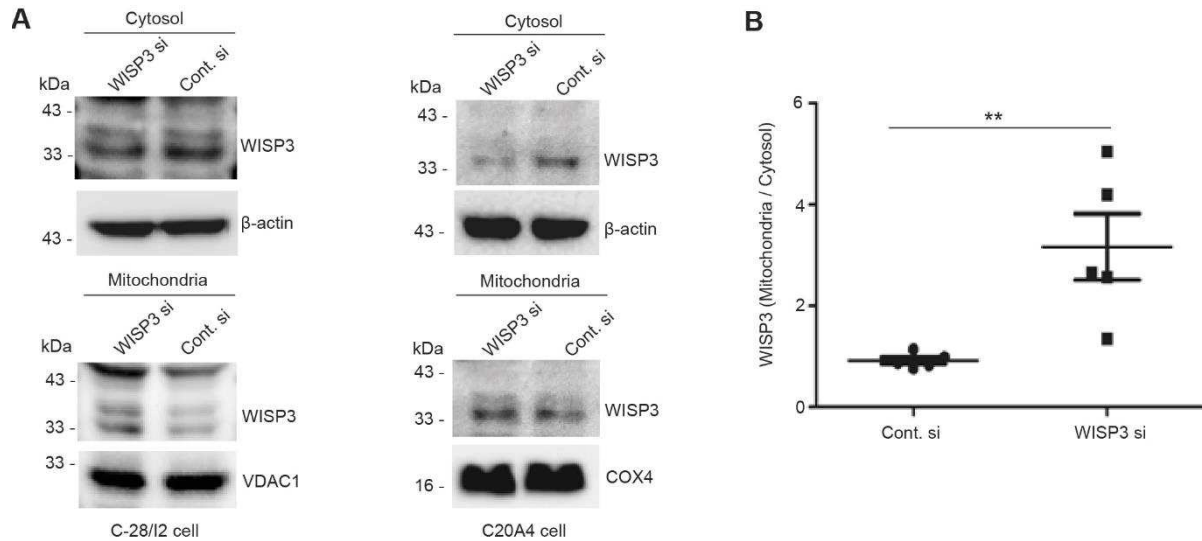 A
Cytosol
WISP3 si
Cont. si
kDa
43 -
33 -
WISP3
43 -
β-actin
Mitochondria
WISP3 si
Cont. si
kDa
43 -
33 -
WISP3
33 -
VDAC1
C-28/I2 cell
Cytosol
WISP3 si
Cont. si
kDa
43 -
33 -
WISP3
43 -
β-actin
Mitochondria
WISP3 si
Cont. si
kDa
43 -
33 -
WISP3
16 -
COX4
C20A4 cell
B
WISP3 (Mitochondria / Cytosol)
6
4
2
0
**
Cont. si
WISP3 si